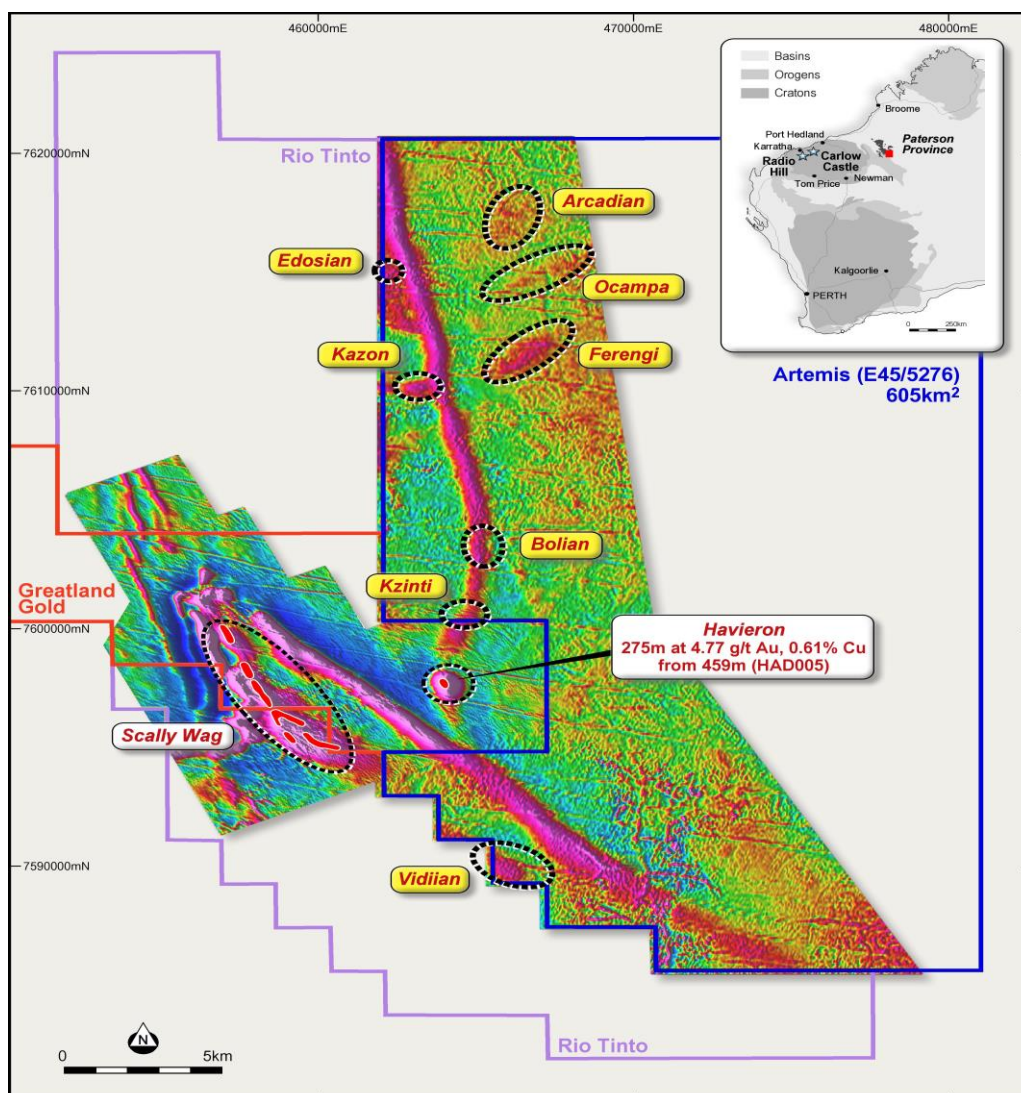 460000mE
470000mE
480000mE
7620000mN
7610000mN
7600000mN
7590000mN
Rio Tinto
Basins
Orogens
Cratons
Broome
Port Hedland
Karratha
Radio
Hill
Carlow
Castle
Paterson
Province
Tom Price
Newman
Kalgoorlie
PERTH
0 250km
Arcadian
Edosian
Ocampa
Kazon
Ferengi
Artemis (E45/5276)
605km²
Bolian
Kzinti
Greatland
Gold
Havieron
275m at 4.77 g/t Au, 0.61% Cu
from 459m (HAD005)
Scally Wag
Vidiian
N
0 5km
Rio Tinto